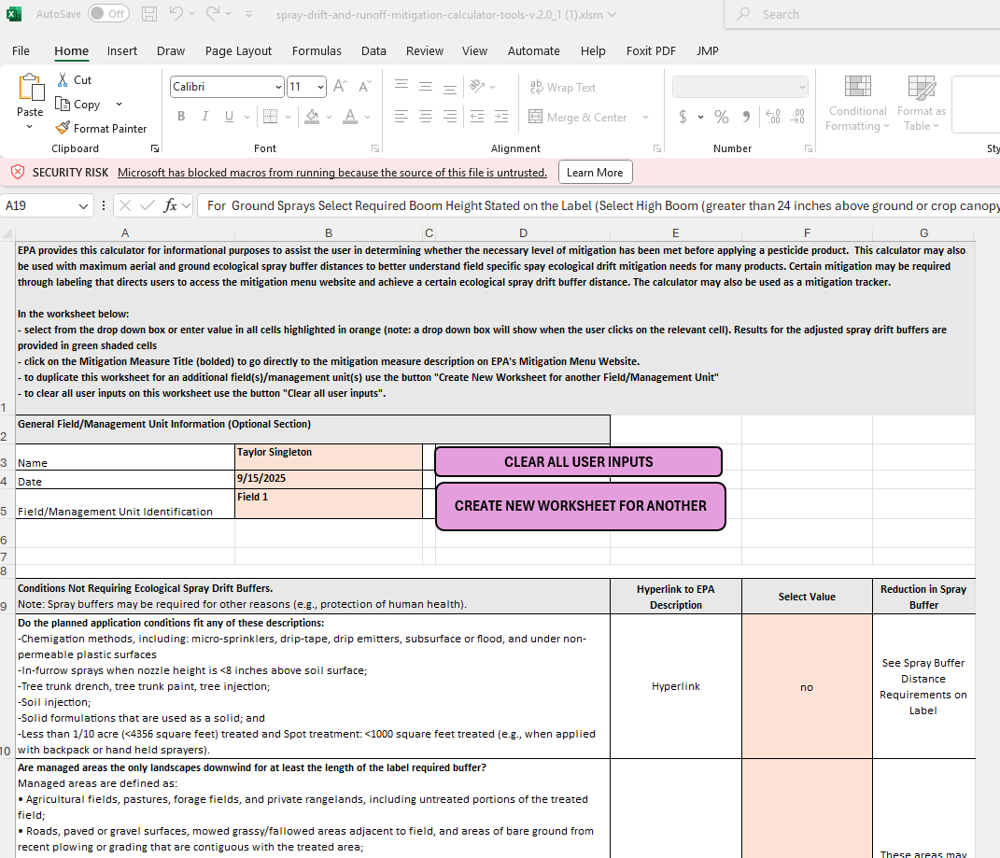 AutoSave Off spray-drift-and-runoff-mitigation-calculator-tools-v.2.0_1 (1).xlsm Search
File Home Insert Draw Page Layout Formulas Data Review View Automate Help Foxit PDF JMP
Paste
Cut
Copy
Format Painter
Clipboard
Calibri 11
B I U
Font
Wrap Text
Merge & Center
Alignment
$ % 9
Number
Conditional Formatting
Format as Table
Sty
SECURITY RISK Microsoft has blocked macros from running because the source of this file is untrusted. Learn More
A19 fx For Ground Sprays Select Required Boom Height Stated on the Label (Select High Boom (greater than 24 inches above ground or crop canopy
A B C D E F G
EPA provides this calculator for informational purposes to assist the user in determining whether the necessary level of mitigation has been met before applying a pesticide product. This calculator may also
be used with maximum aerial and ground ecological spray buffer distances to better understand field specific spay ecological drift mitigation needs for many products. Certain mitigation may be required
through labeling that directs users to access the mitigation menu website and achieve a certain ecological spray drift buffer distance. The calculator may also be used as a mitigation tracker.
In the worksheet below:
- select from the drop down box or enter value in all cells highlighted in orange (note: a drop down box will show when the user clicks on the relevant cell). Results for the adjusted spray drift buffers are
provided in green shaded cells
- click on the Mitigation Measure Title (bolded) to go directly to the mitigation measure description on EPA's Mitigation Menu Website.
- to duplicate this worksheet for an additional field(s)/management unit(s) use the button "Create New Worksheet for another Field/Management Unit"
- to clear all user inputs on this worksheet use the button "Clear all user inputs".
1
2 General Field/Management Unit Information (Optional Section)
3 Name Taylor Singleton CLEAR ALL USER INPUTS
4 Date 9/15/2025
5 Field/Management Unit Identification Field 1 CREATE NEW WORKSHEET FOR ANOTHER
6
7
8
9 Conditions Not Requiring Ecological Spray Drift Buffers.
Note: Spray buffers may be required for other reasons (e.g., protection of human health).
Hyperlink to EPA
Description
Select Value
Reduction in Spray
Buffer
Do the planned application conditions fit any of these descriptions:
-Chemigation methods, including: micro-sprinklers, drip-tape, drip emitters, subsurface or flood, and under non-
permeable plastic surfaces
-In-furrow sprays when nozzle height is <8 inches above soil surface;
-Tree trunk drench, tree trunk paint, tree injection;
-Soil injection;
-Solid formulations that are used as a solid; and
-Less than 1/10 acre (<4356 square feet) treated and Spot treatment: <1000 square feet treated (e.g., when applied
10 with backpack or hand held sprayers).
Hyperlink
no
See Spray Buffer
Distance
Requirements on
Label
Are managed areas the only landscapes downwind for at least the length of the label required buffer?
Managed areas are defined as:
• Agricultural fields, pastures, forage fields, and private rangelands, including untreated portions of the treated
field;
• Roads, paved or gravel surfaces, mowed grassy/fallowed areas adjacent to field, and areas of bare ground from
recent plowing or grading that are contiguous with the treated area;
These areas may